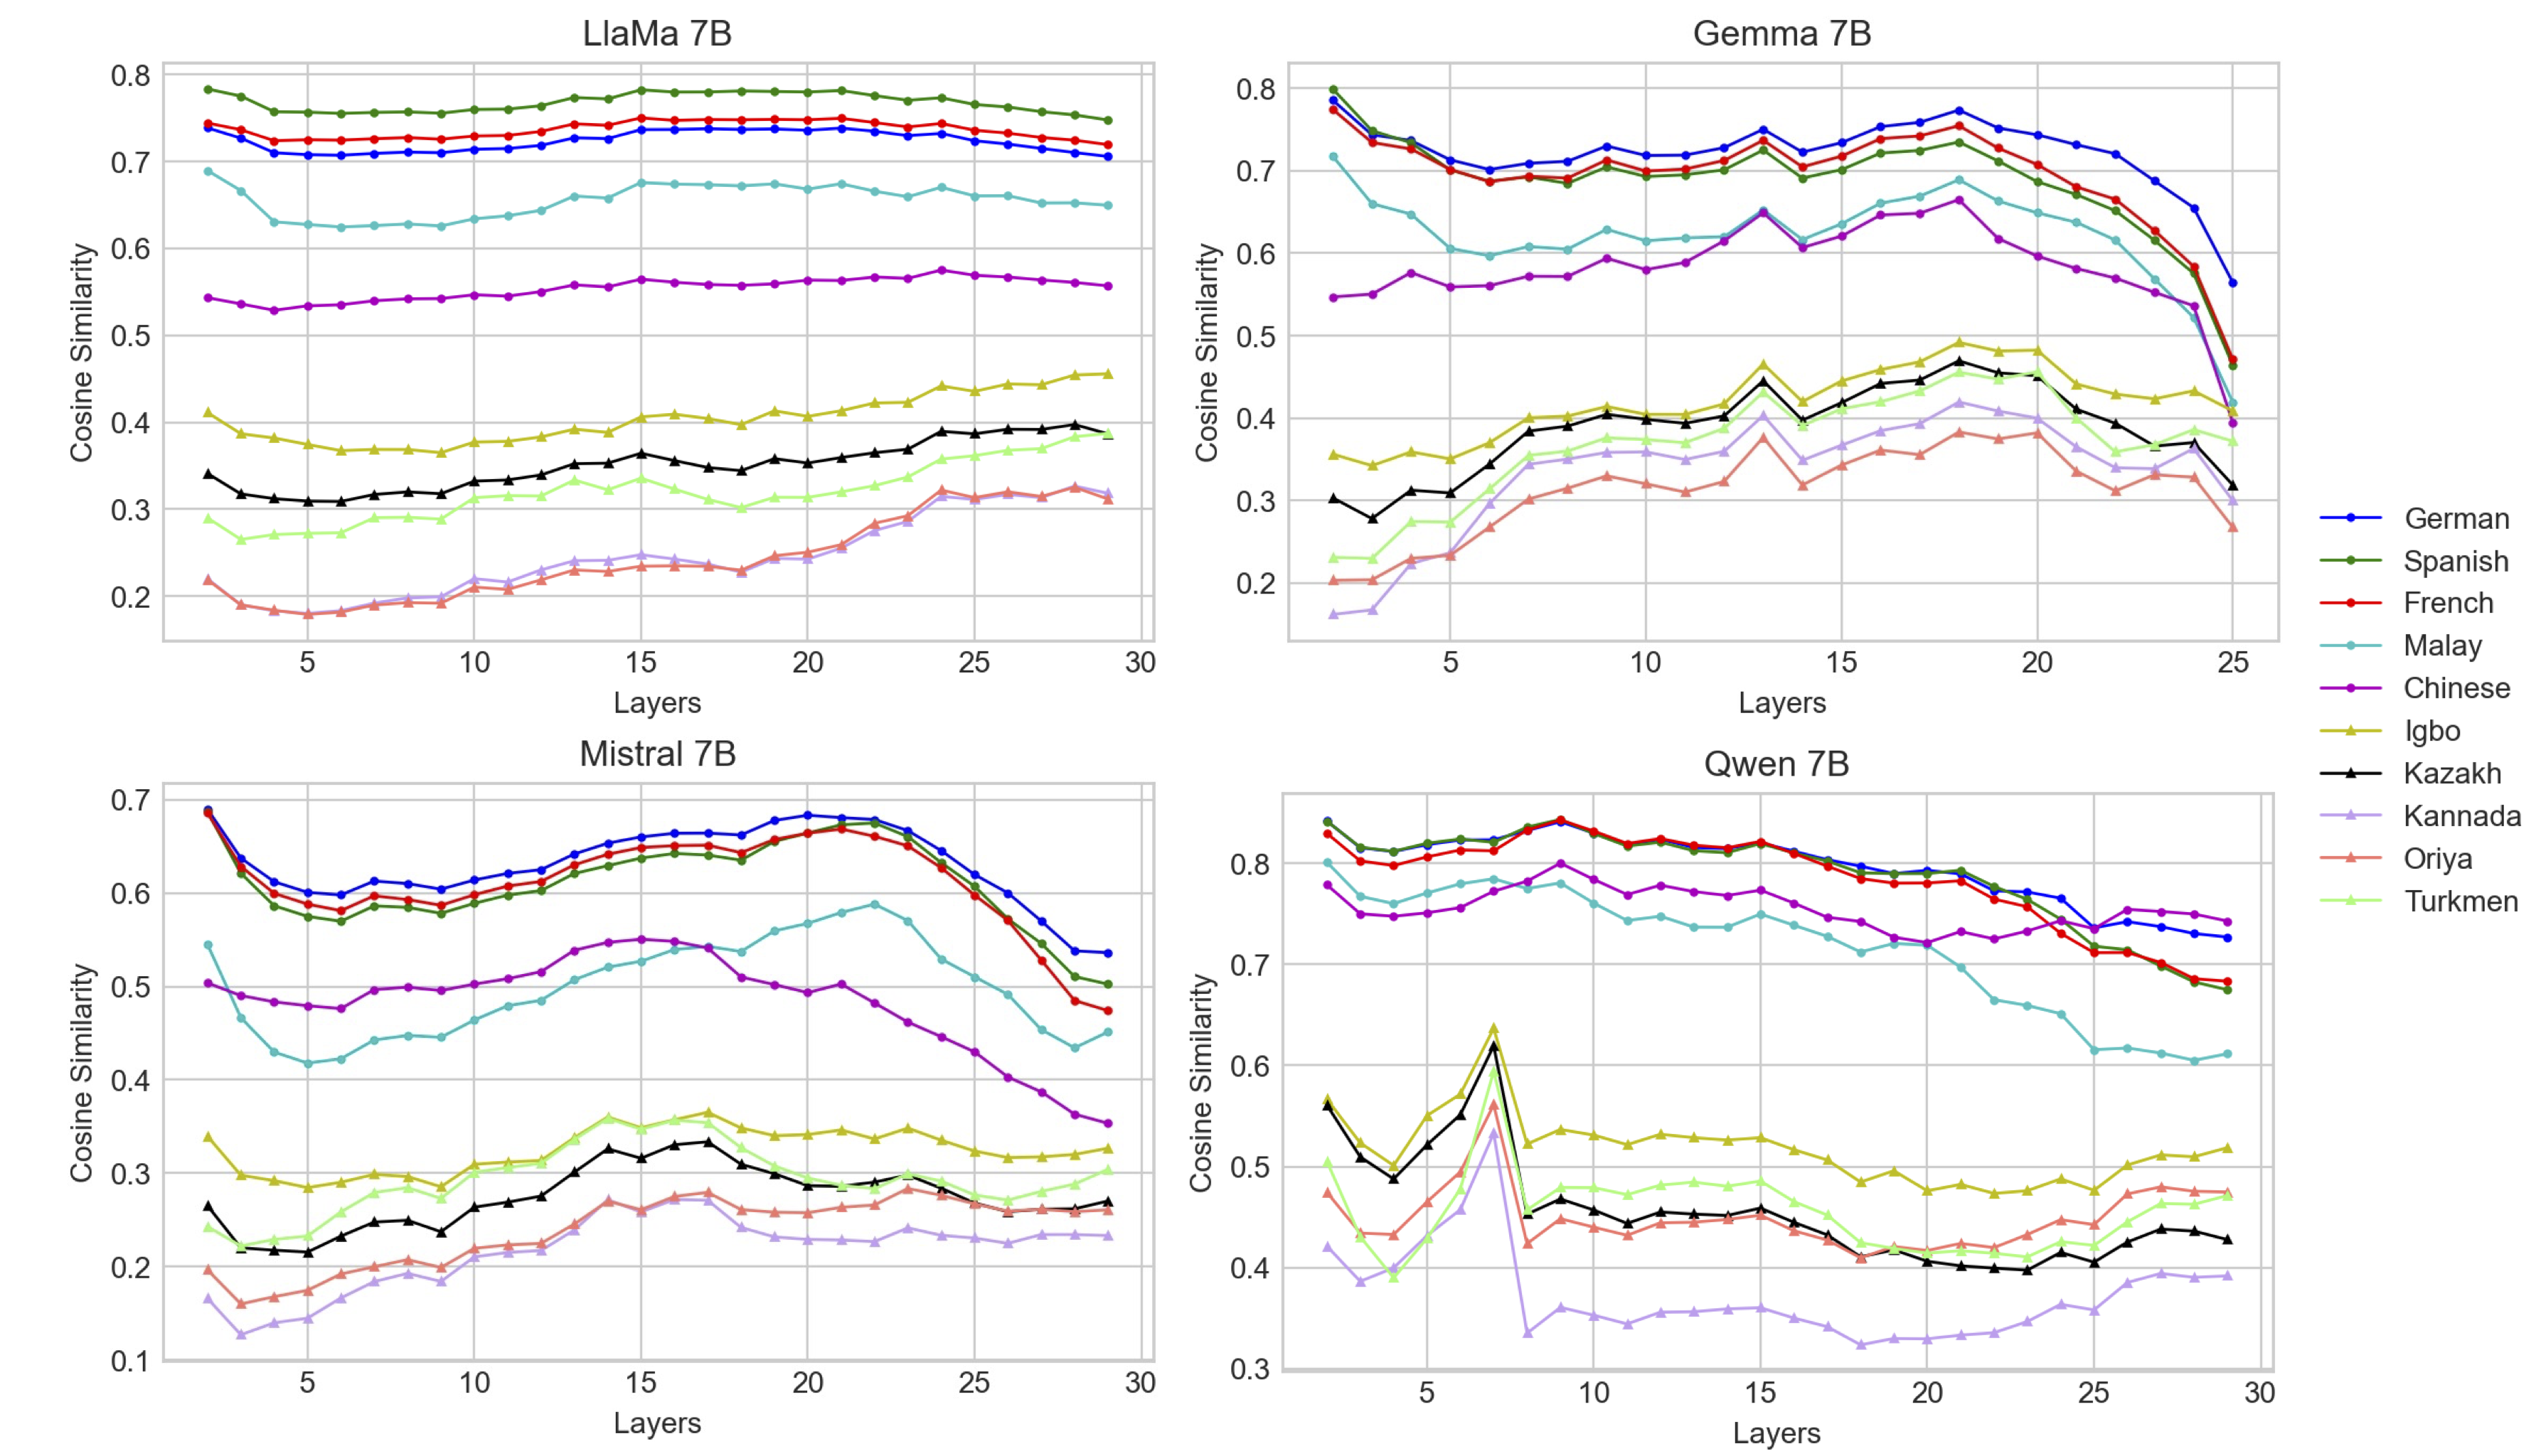 LlaMa 7B
0.8
0.7
0.6
0.5
0.4
0.3
0.2
Cosine Similarity
5 10 15 20 25 30
Layers
Gemma 7B
0.8
0.7
0.6
0.5
0.4
0.3
0.2
Cosine Similarity
5 10 15 20 25
Layers
Mistral 7B
0.7
0.6
0.5
0.4
0.3
0.2
0.1
Cosine Similarity
5 10 15 20 25 30
Layers
Qwen 7B
0.8
0.7
0.6
0.5
0.4
0.3
Cosine Similarity
5 10 15 20 25 30
Layers
German
Spanish
French
Malay
Chinese
Igbo
Kazakh
Kannada
Oriya
Turkmen